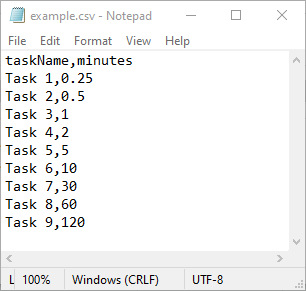 example.csv - Notepad
File Edit Format View Help
taskName,minutes
Task 1,0.25
Task 2,0.5
Task 3,1
Task 4,2
Task 5,5
Task 6,10
Task 7,30
Task 8,60
Task 9,120
L 100% Windows (CRLF) UTF-8